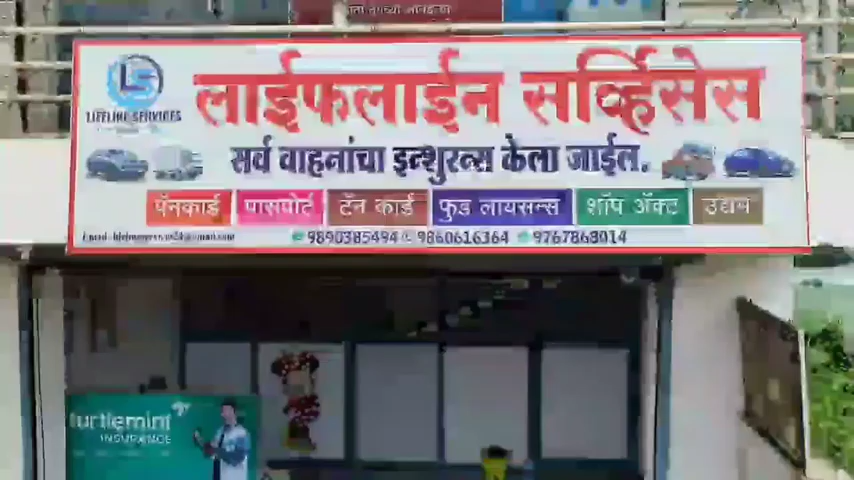 LIFELINE SERVICES
लाईफलाईन सर्व्हिसेस
सर्व वाहनांचा इन्शुरन्स केला जाईल.
पॅनकार्ड पासपोर्ट टॅन कार्ड फुड लायसन्स शॉप ॲक्ट उद्यम
9890385494 9860616364 9767863014
turtlemint
INSURANCE